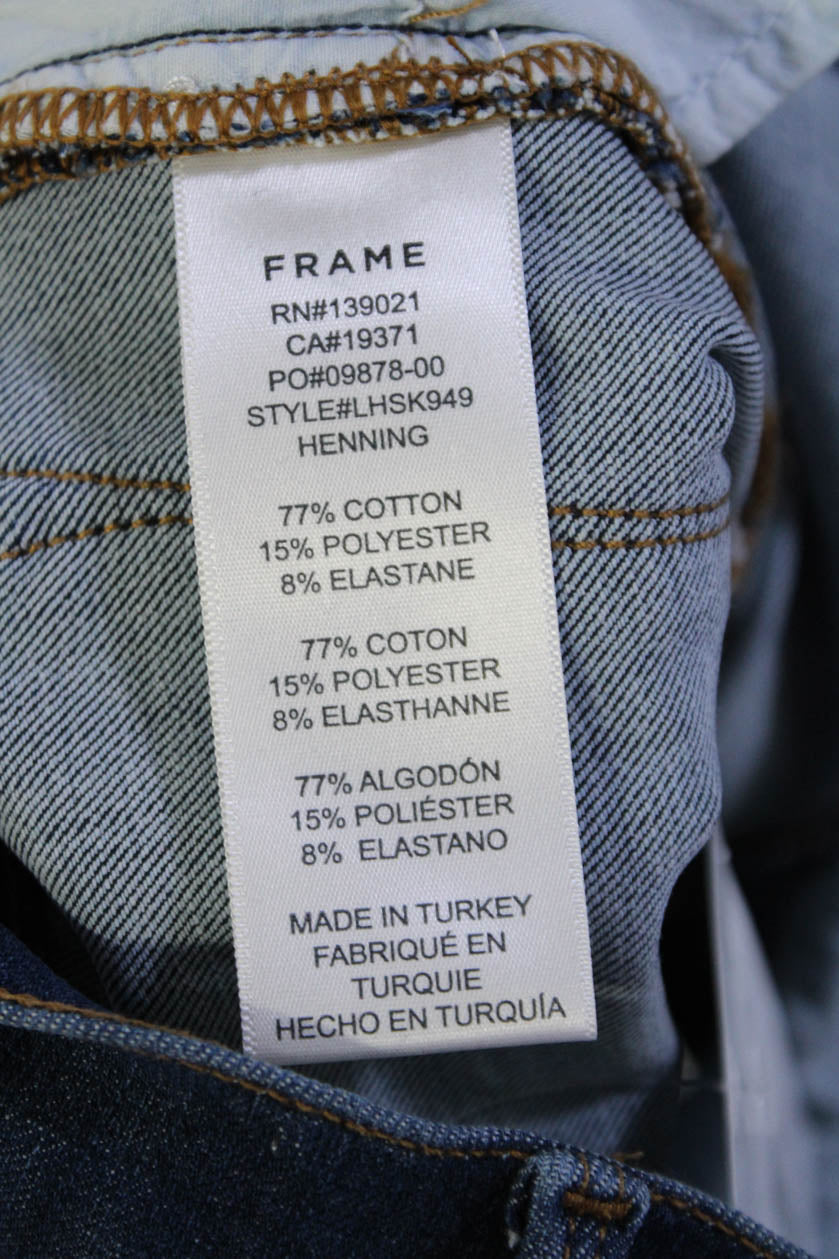 FRAME
RN#139021
CA#19371
PO#09878-00
STYLE#LHSK949
HENNING
77% COTTON
15% POLYESTER
8% ELASTANE
77% COTON
15% POLYESTER
8% ELASTHANNE
77% ALGODÓN
15% POLIÉSTER
8% ELASTANO
MADE IN TURKEY
FABRIQUÉ EN
TURQUIE
HECHO EN TURQUÍA